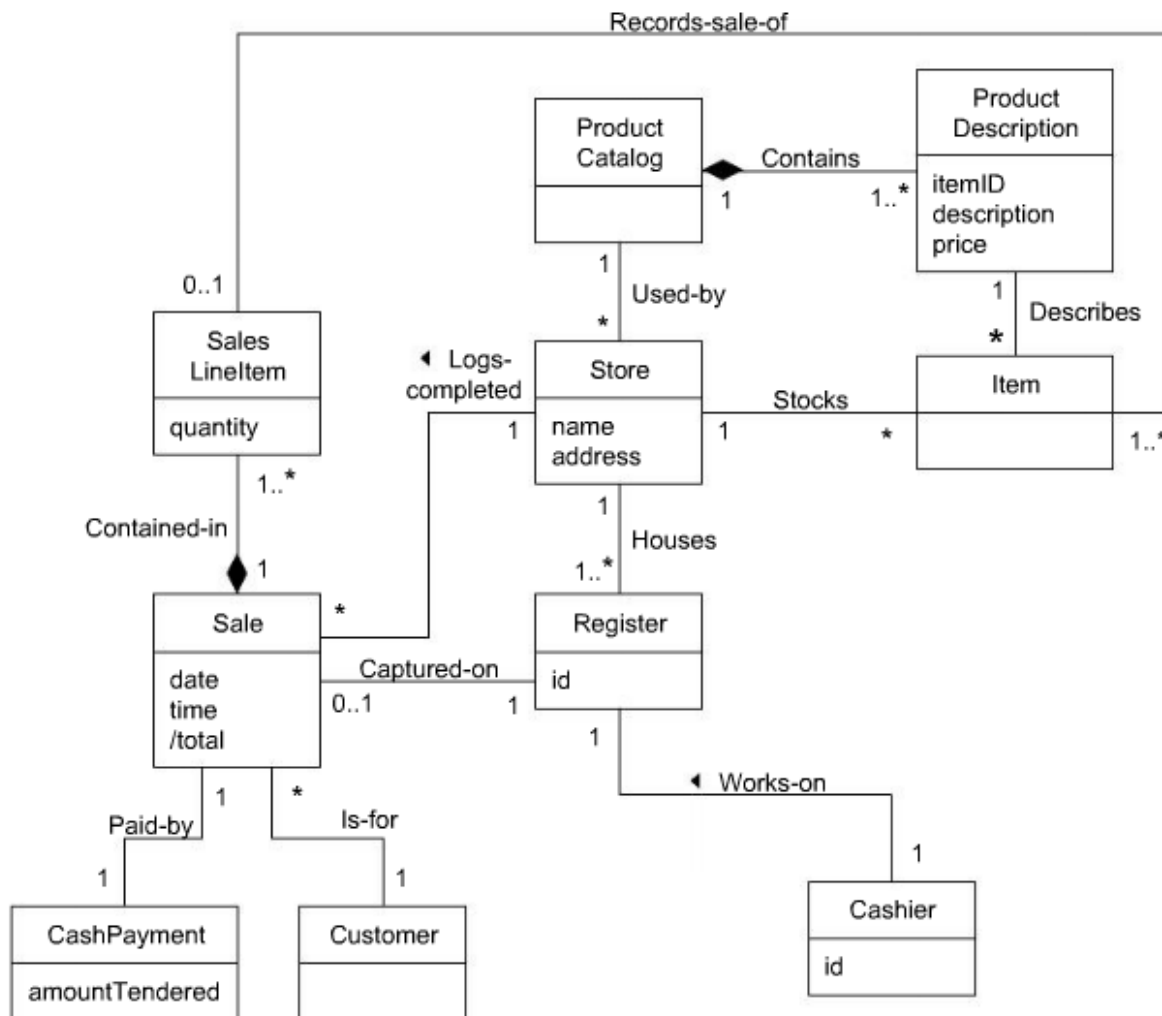 Records-sale-of
Product
Catalog
1
Contains
1..*
Product
Description
itemID
description
price
0..1
1
Used-by
*
1
Describes
*
Sales
LineItem
quantity
Logs-
completed
1
Store
name
address
1
Stocks
*
Item
1..*
1..*
Contained-in
1
1
Houses
1..*
Sale
date
time
/total
*
Captured-on
0..1
1
Register
id
1
Works-on
1
Paid-by
1
*
Is-for
1
1
CashPayment
amountTendered
Customer
Cashier
id